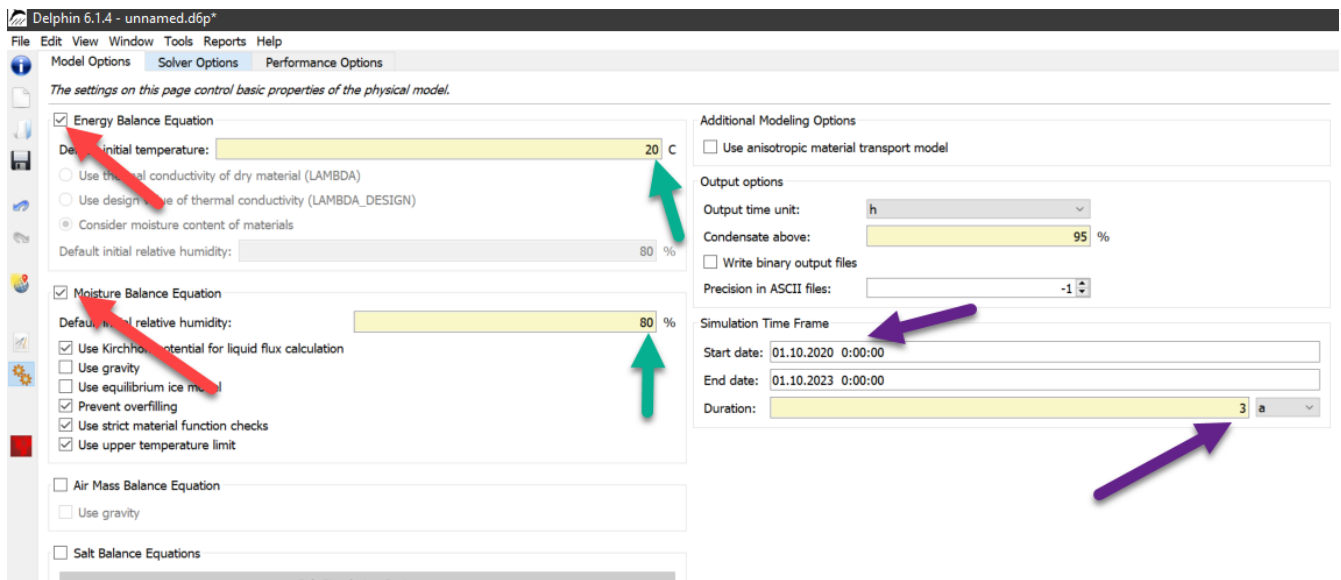 Delphin 6.1.4 - unnamed.d6p*
File Edit View Window Tools Reports Help
Model Options Solver Options Performance Options
The settings on this page control basic properties of the physical model.
Energy Balance Equation
initial temperature: 20 C
Use thermal conductivity of dry material (LAMBDA)
Use design value of thermal conductivity (LAMBDA_DESIGN)
Consider moisture content of materials
Default initial relative humidity: 80 %
Moisture Balance Equation
Default initial relative humidity: 80 %
Use Kirchhoff potential for liquid flux calculation
Use gravity
Use equilibrium ice model
Prevent overfilling
Use strict material function checks
Use upper temperature limit
Air Mass Balance Equation
Use gravity
Salt Balance Equations
Additional Modeling Options
Use anisotropic material transport model
Output options
Output time unit: h
Condensate above: 95 %
Write binary output files
Precision in ASCII files: -1
Simulation Time Frame
Start date: 01.10.2020 0:00:00
End date: 01.10.2023 0:00:00
Duration: 3 a